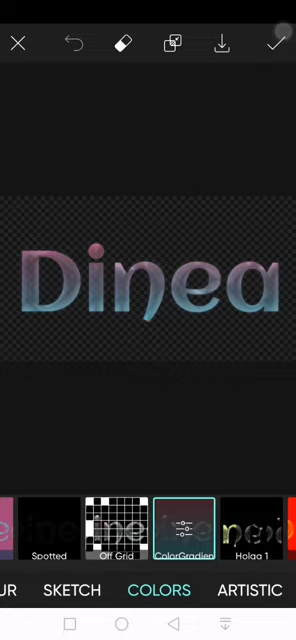 Dinea
Spotted
Off Grid
ColorGradien
Holga 1
UR
SKETCH
COLORS
ARTISTIC